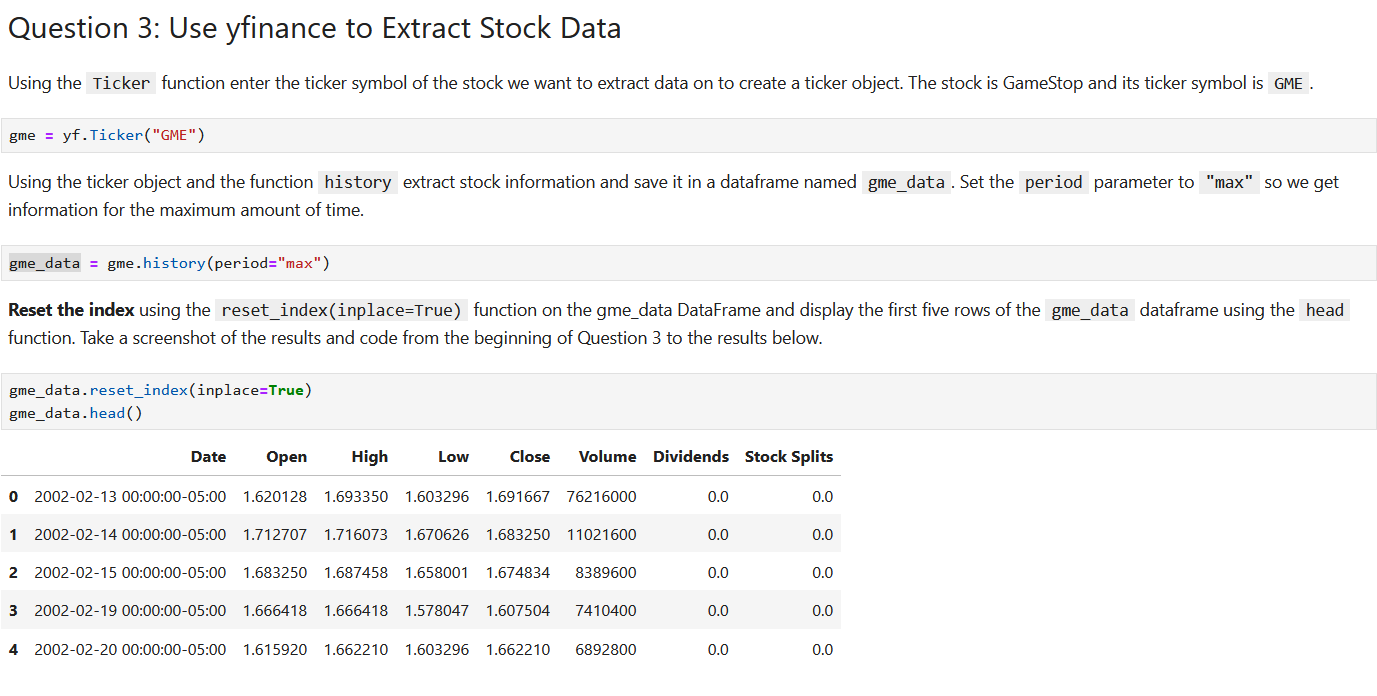 Question 3: Use yfinance to Extract Stock Data
Using the Ticker function enter the ticker symbol of the stock we want to extract data on to create a ticker object. The stock is GameStop and its ticker symbol is GME .
gme = yf.Ticker("GME")
Using the ticker object and the function history extract stock information and save it in a dataframe named gme_data . Set the period parameter to "max" so we get
information for the maximum amount of time.
gme_data = gme.history(period="max")
Reset the index using the reset_index(inplace=True) function on the gme_data DataFrame and display the first five rows of the gme_data dataframe using the head
function. Take a screenshot of the results and code from the beginning of Question 3 to the results below.
gme_data.reset_index(inplace=True)
gme_data.head()
Date Open High Low Close Volume Dividends Stock Splits
0 2002-02-13 00:00:00-05:00 1.620128 1.693350 1.603296 1.691667 76216000 0.0 0.0
1 2002-02-14 00:00:00-05:00 1.712707 1.716073 1.670626 1.683250 11021600 0.0 0.0
2 2002-02-15 00:00:00-05:00 1.683250 1.687458 1.658001 1.674834 8389600 0.0 0.0
3 2002-02-19 00:00:00-05:00 1.666418 1.666418 1.578047 1.607504 7410400 0.0 0.0
4 2002-02-20 00:00:00-05:00 1.615920 1.662210 1.603296 1.662210 6892800 0.0 0.0